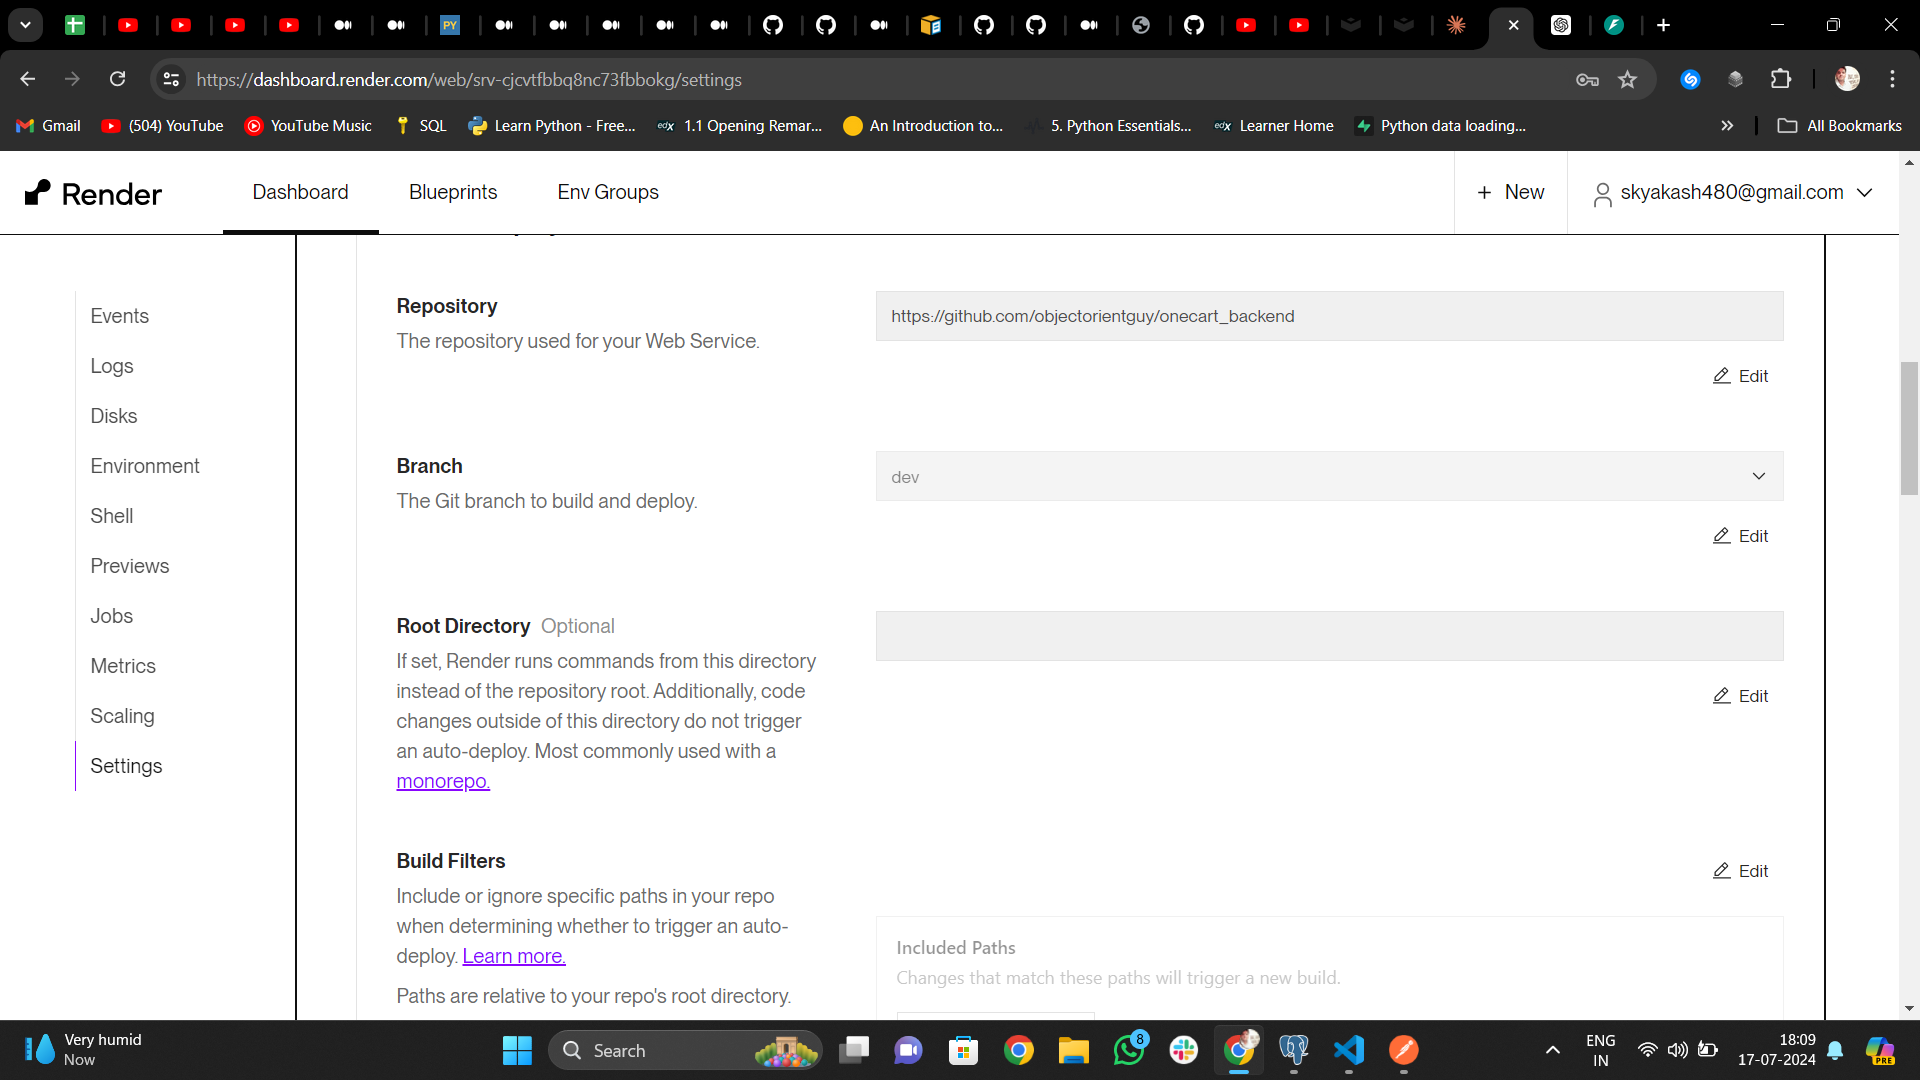 PY
https://dashboard.render.com/web/srv-cjcvtfbbq8nc73fbbokg/settings
Gmail
(504) YouTube
YouTube Music
SQL
Learn Python - Free...
edX
1.1 Opening Remar...
An Introduction to...
5. Python Essentials...
edX
Learner Home
Python data loading...
All Bookmarks
Render
Dashboard
Blueprints
Env Groups
+ New
skyakash480@gmail.com
Events
Logs
Disks
Environment
Shell
Previews
Jobs
Metrics
Scaling
Settings
Repository
The repository used for your Web Service.
https://github.com/objectorientguy/onecart_backend
Edit
Branch
The Git branch to build and deploy.
dev
Edit
Root Directory Optional
If set, Render runs commands from this directory
instead of the repository root. Additionally, code
changes outside of this directory do not trigger
an auto-deploy. Most commonly used with a
monorepo.
Edit
Build Filters
Include or ignore specific paths in your repo
when determining whether to trigger an auto-
deploy. Learn more.
Paths are relative to your repo's root directory.
Edit
Included Paths
Changes that match these paths will trigger a new build.
Very humid
Now
Search
8
ENG
IN
18:09
17-07-2024
PRE